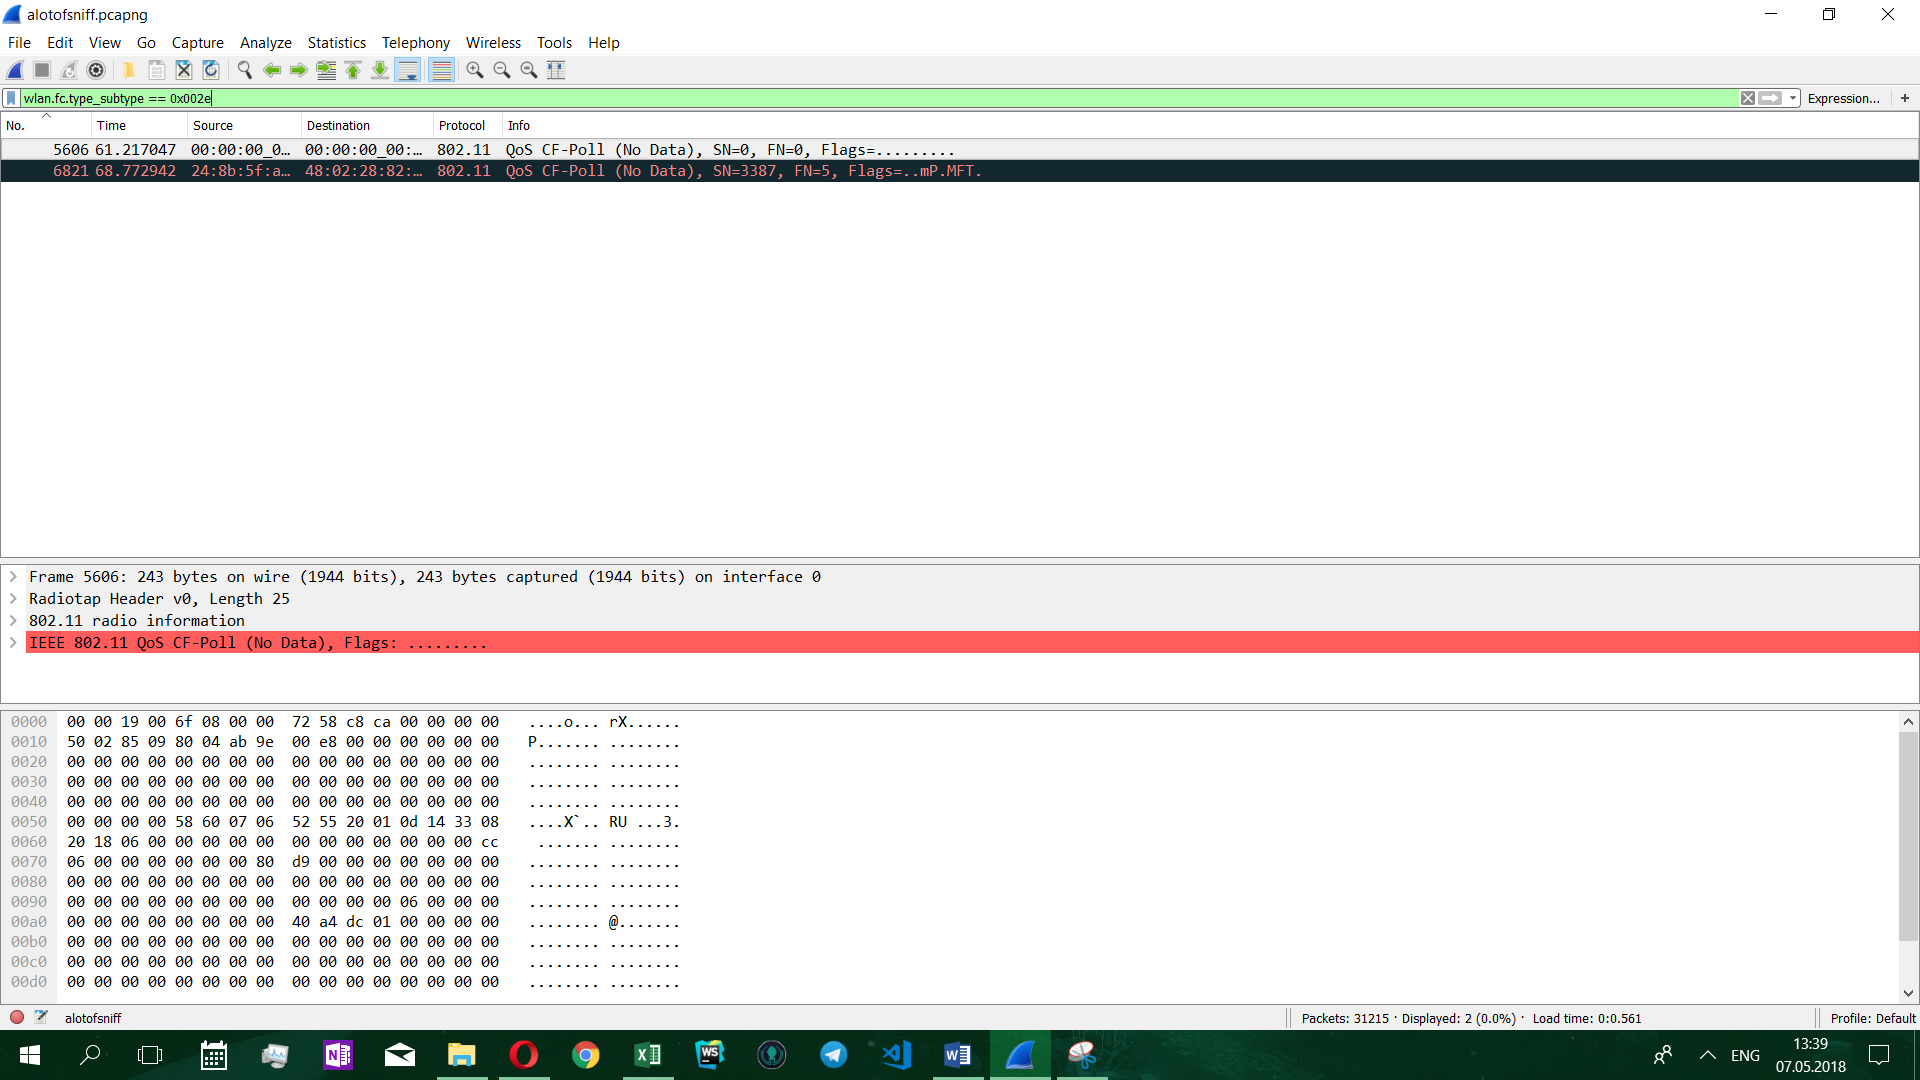 alotofsniff.pcapng
File Edit View Go Capture Analyze Statistics Telephony Wireless Tools Help
wlan.fc.type_subtype == 0x002e Expression... +
No. Time Source Destination Protocol Info
5606 61.217047 00:00:00_0… 00:00:00_00:… 802.11 QoS CF-Poll (No Data), SN=0, FN=0, Flags=.........
6821 68.772942 24:8b:5f:a… 48:02:28:82:… 802.11 QoS CF-Poll (No Data), SN=3387, FN=5, Flags=..mP.MFT.
Frame 5606: 243 bytes on wire (1944 bits), 243 bytes captured (1944 bits) on interface 0
Radiotap Header v0, Length 25
802.11 radio information
IEEE 802.11 QoS CF-Poll (No Data), Flags: .........
0000 00 00 19 00 6f 08 00 00 72 58 c8 ca 00 00 00 00 ....o... rX......
0010 50 02 85 09 80 04 ab 9e 00 e8 00 00 00 00 00 00 P....... ........
0020 00 00 00 00 00 00 00 00 00 00 00 00 00 00 00 00 ........ ........
0030 00 00 00 00 00 00 00 00 00 00 00 00 00 00 00 00 ........ ........
0040 00 00 00 00 00 00 00 00 00 00 00 00 00 00 00 00 ........ ........
0050 00 00 00 00 58 60 07 06 52 55 20 01 0d 14 33 08 ....X`.. RU ...3.
0060 20 18 06 00 00 00 00 00 00 00 00 00 00 00 00 cc  ....... ........
0070 06 00 00 00 00 00 00 80 d9 00 00 00 00 00 00 00 ........ ........
0080 00 00 00 00 00 00 00 00 00 00 00 00 00 00 00 00 ........ ........
0090 00 00 00 00 00 00 00 00 00 00 00 00 06 00 00 00 ........ ........
00a0 00 00 00 00 00 00 00 00 40 a4 dc 01 00 00 00 00 ........ @.......
00b0 00 00 00 00 00 00 00 00 00 00 00 00 00 00 00 00 ........ ........
00c0 00 00 00 00 00 00 00 00 00 00 00 00 00 00 00 00 ........ ........
00d0 00 00 00 00 00 00 00 00 00 00 00 00 00 00 00 00 ........ ........
alotofsniff Packets: 31215 · Displayed: 2 (0.0%) · Load time: 0:0.561 Profile: Default
N WS ENG 13:39
07.05.2018